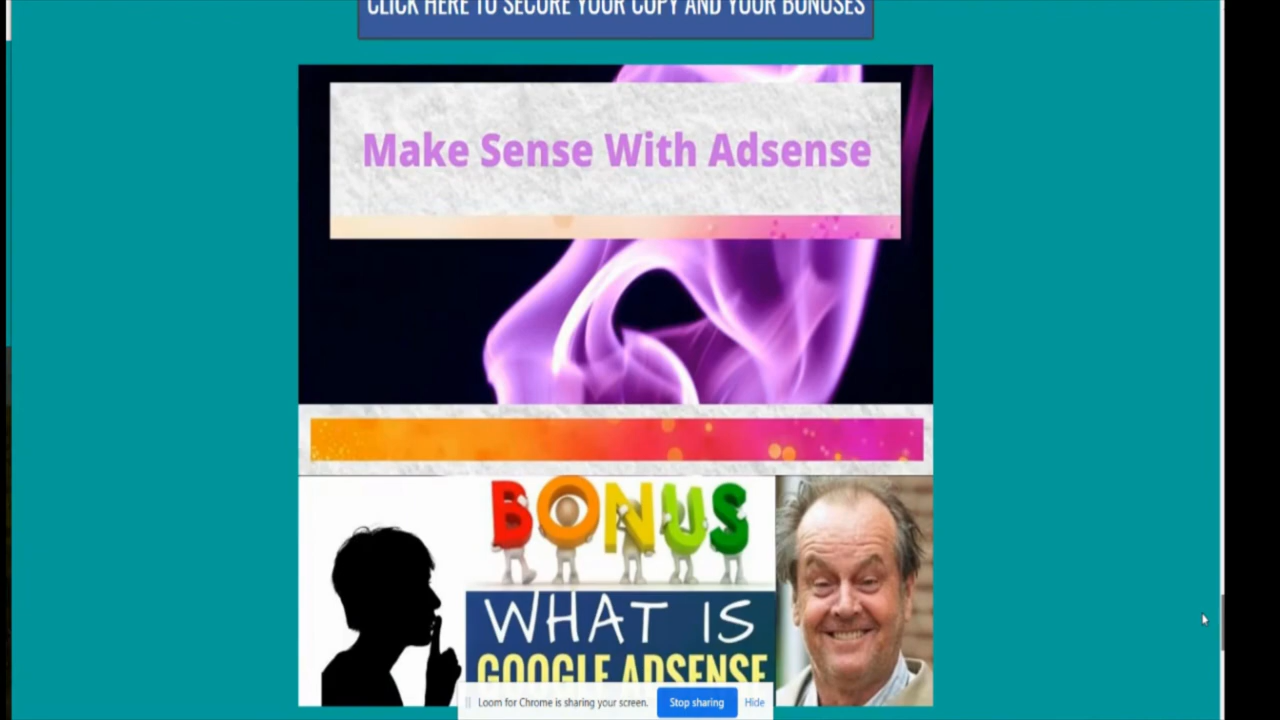 CLICK HERE TO SECURE YOUR COPY AND YOUR BONUSES
Make Sense With Adsense
BONUS
WHAT IS
GOOGLE ADSENSE
Loom for Chrome is sharing your screen.
Stop sharing
Hide